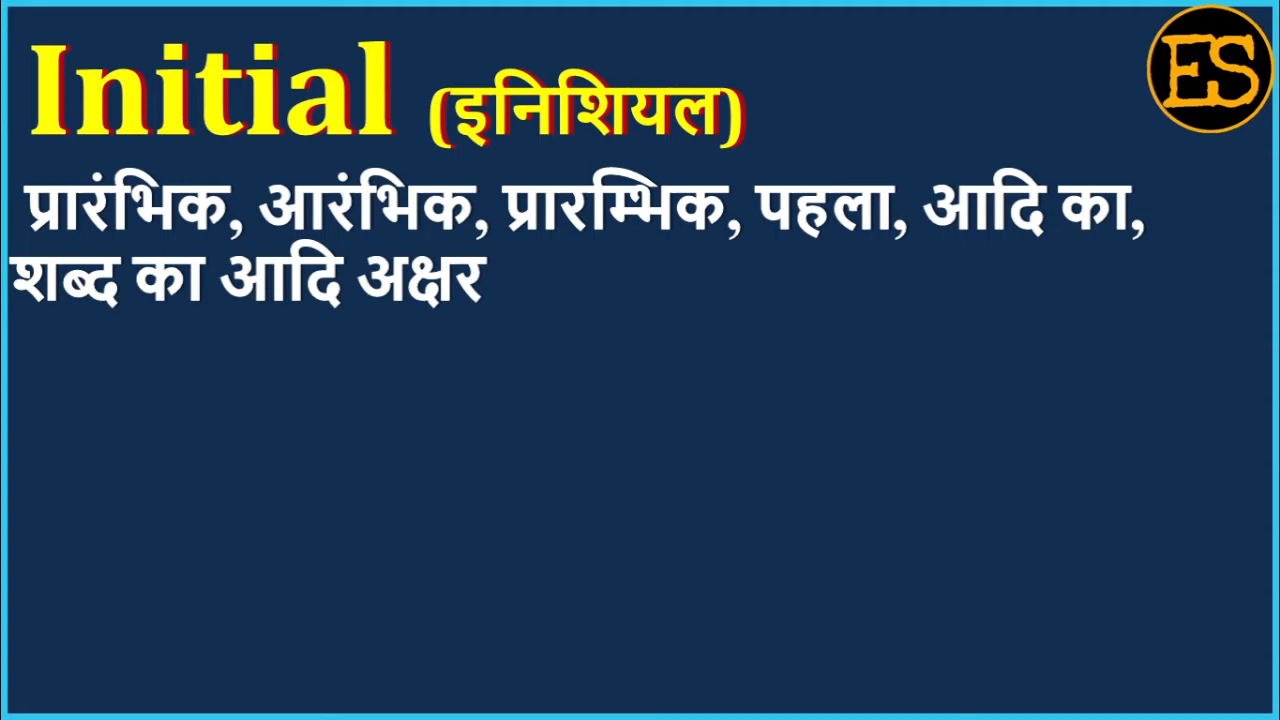 Initial (इनिशियल)
ES
प्रारंभिक, आरंभिक, प्रारम्भिक, पहला, आदि का,
शब्द का आदि अक्षर